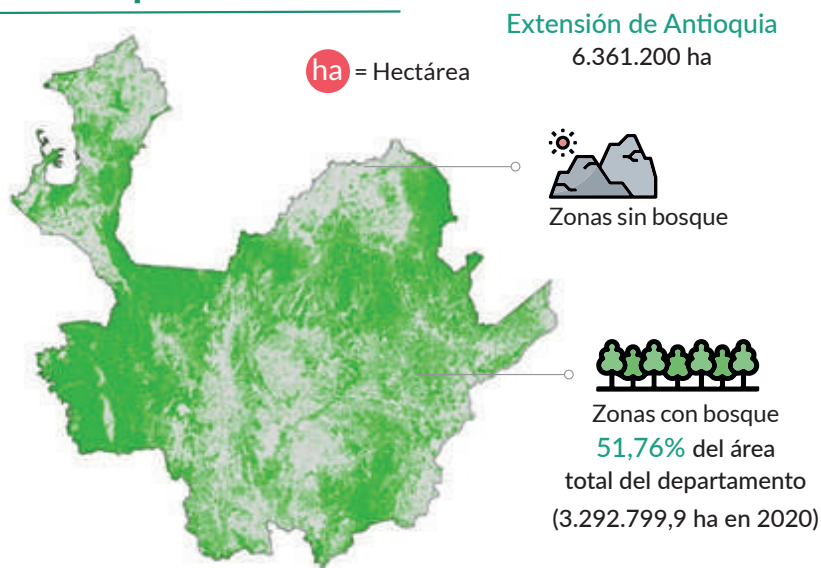 Extensión de Antioquia
6.361.200 ha
ha = Hectárea
Zonas sin bosque
Zonas con bosque
51,76% del área
total del departamento
(3.292.799,9 ha en 2020)